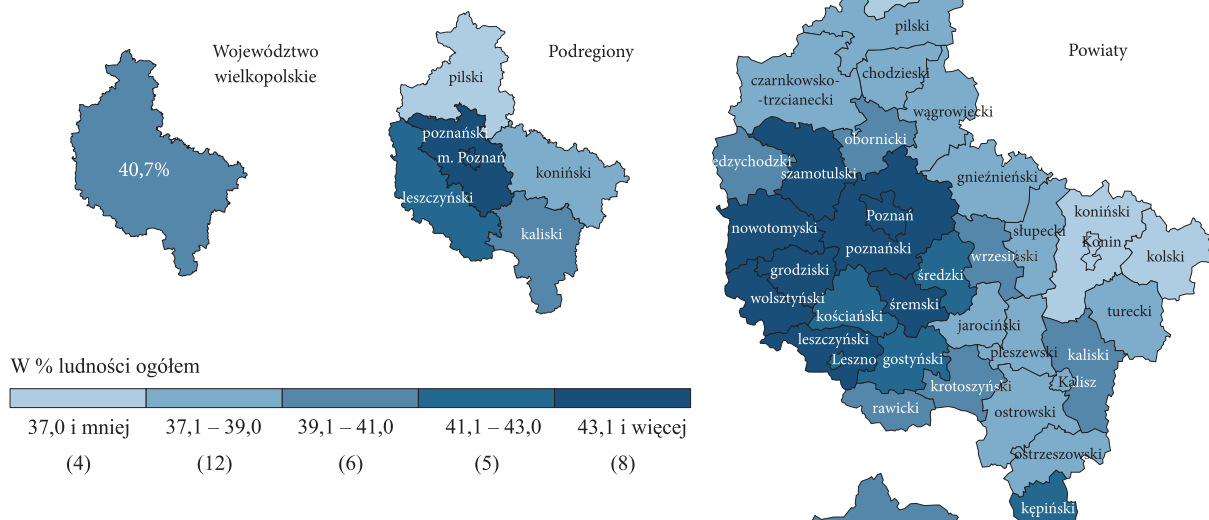 Województwo
wielkopolskie
40,7%
Podregiony
pilski
poznański
m. Poznań
koniński
leszczyński
kaliski
Powiaty
pilski
czarnkowsko-
-trzcianecki
chodzieski
wągrowiecki
obornicki
edzychodzki
szamotulski
gnieźnieński
Poznań
nowotomyski
poznański
słupecki
koniński
Konin
kolski
wrzesiński
grodziski
średzki
wolsztyński
śremski
kościański
jarociński
turecki
leszczyński
Leszno
gostyński
pleszewski
kaliski
krotoszyński
Kalisz
rawicki
ostrowski
ostrzeszowski
kępiński
W % ludności ogółem
37,0 i mniej 37,1 – 39,0 39,1 – 41,0 41,1 – 43,0 43,1 i więcej
(4) (12) (6) (5) (8)